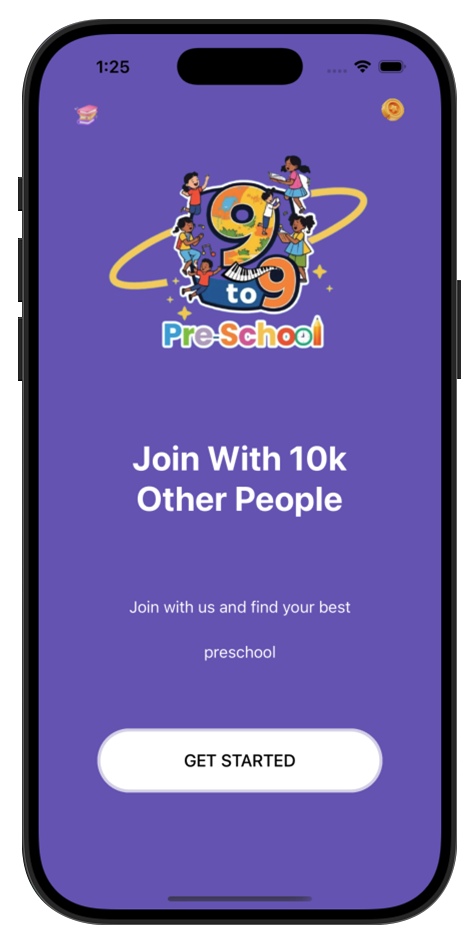 1:25
9
to 9
Pre-School
Join With 10k
Other People
Join with us and find your best
preschool
GET STARTED